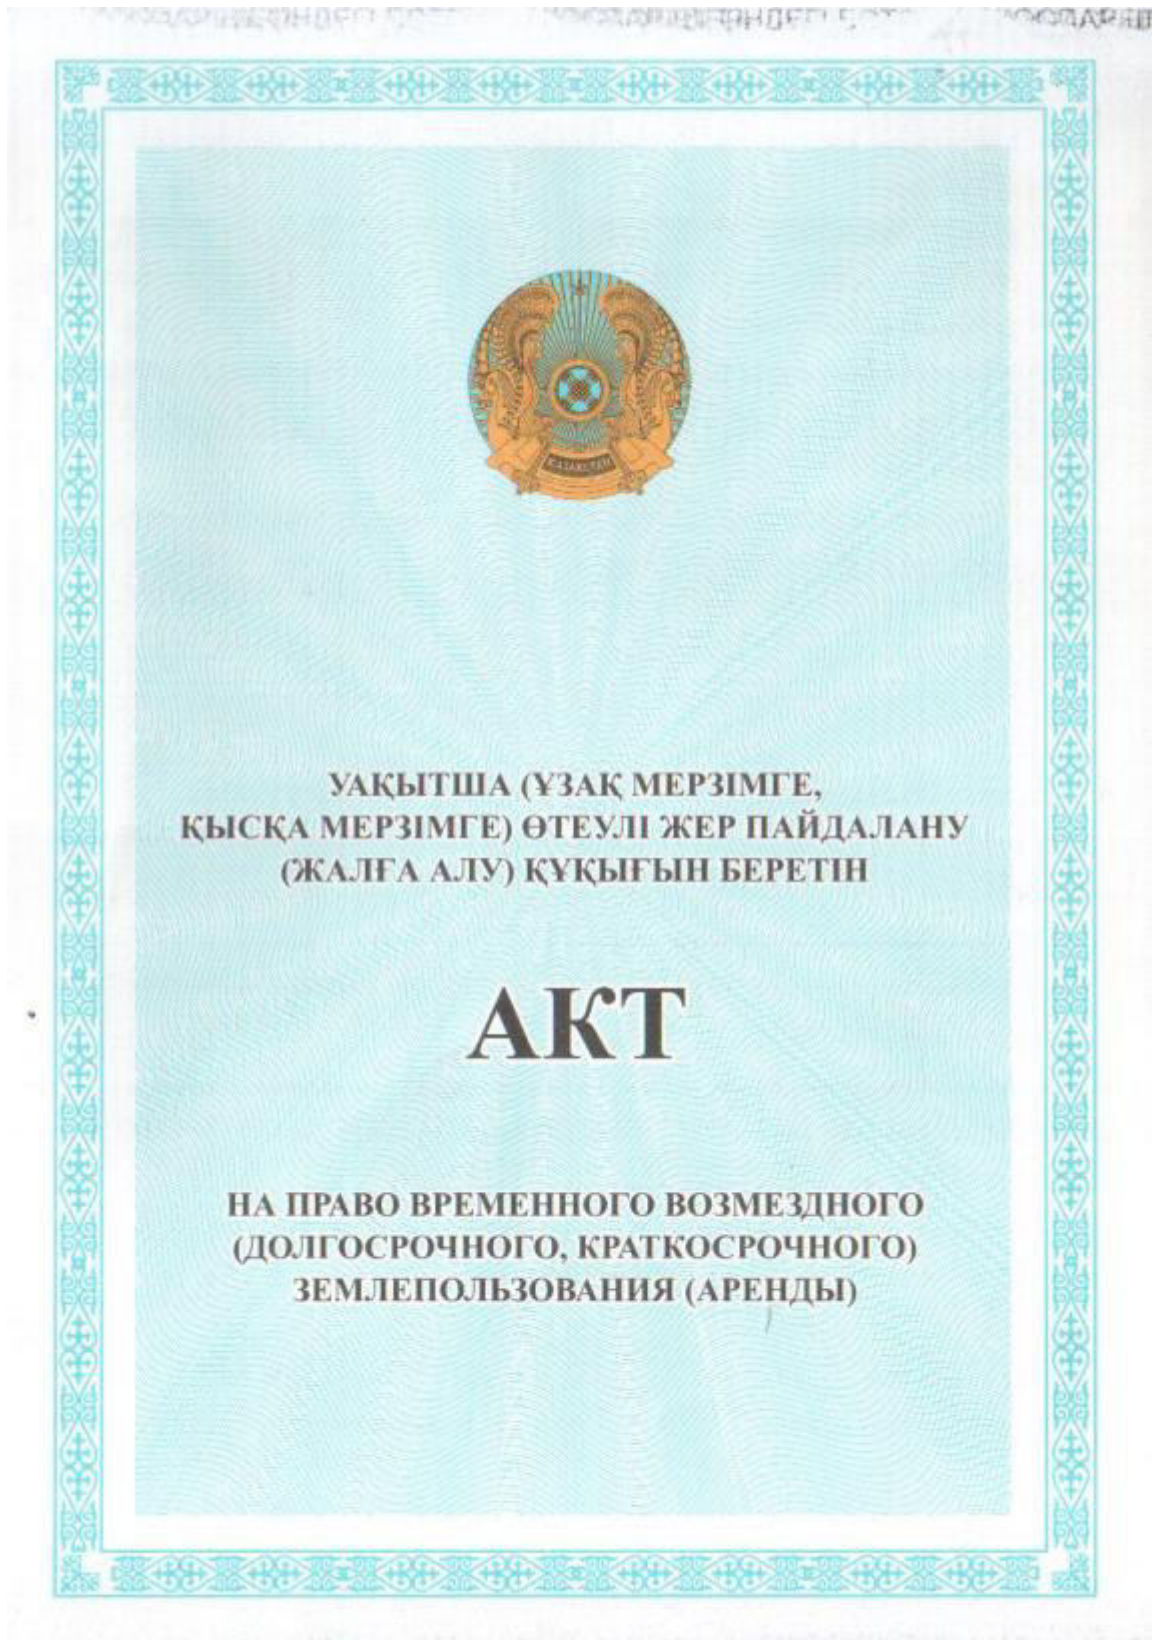 ҚАЗАҚСТАН
УАҚЫТША (ҰЗАҚ МЕРЗІМГЕ,
ҚЫСҚА МЕРЗІМГЕ) ӨТЕУЛІ ЖЕР ПАЙДАЛАНУ
(ЖАЛҒА АЛУ) ҚҰҚЫҒЫН БЕРЕТІН
АКТ
НА ПРАВО ВРЕМЕННОГО ВОЗМЕЗДНОГО
(ДОЛГОСРОЧНОГО, КРАТКОСРОЧНОГО)
ЗЕМЛЕПОЛЬЗОВАНИЯ (АРЕНДЫ)